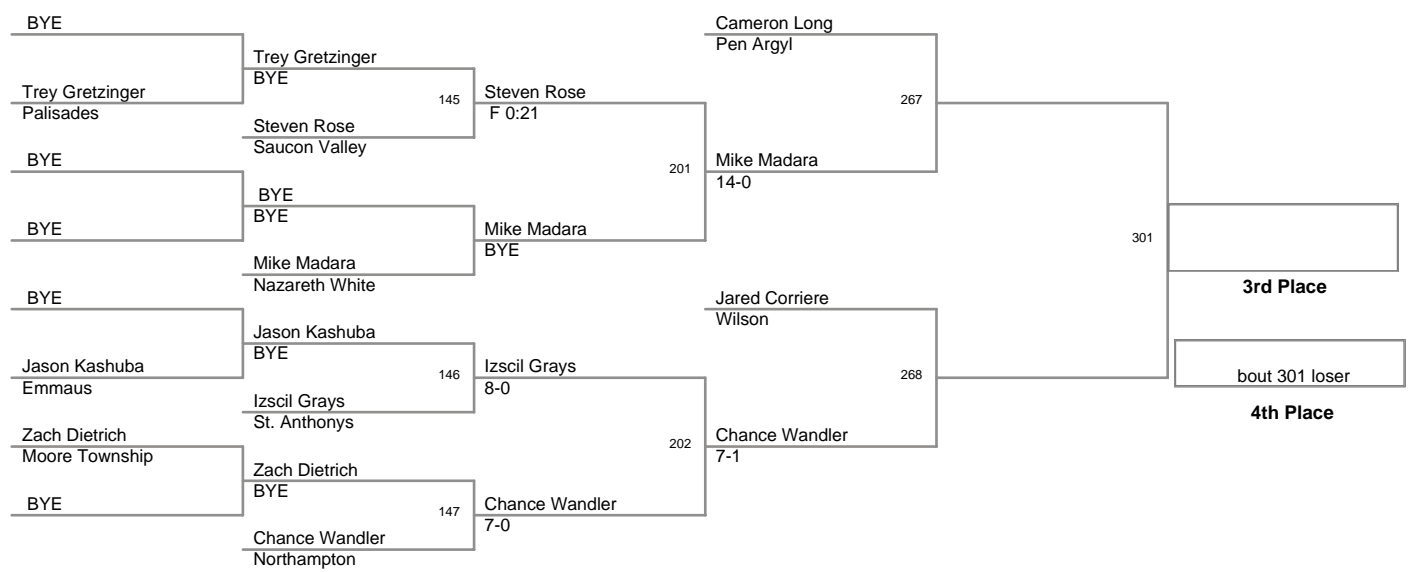 BYE
Trey Gretzinger
Palisades
BYE
BYE
BYE
Jason Kashuba
Emmaus
Zach Dietrich
Moore Township
BYE
Trey Gretzinger
BYE
145
Steven Rose
Saucon Valley
BYE
BYE
Mike Madara
Nazareth White
Jason Kashuba
BYE
146
Izscil Grays
St. Anthonys
Zach Dietrich
BYE
147
Chance Wandler
Northampton
Steven Rose
F 0:21
201
Mike Madara
BYE
Izscil Grays
8-0
202
Chance Wandler
7-0
Cameron Long
Pen Argyl
267
Mike Madara
14-0
Jared Corriere
Wilson
268
Chance Wandler
7-1
301
3rd Place
bout 301 loser
4th Place